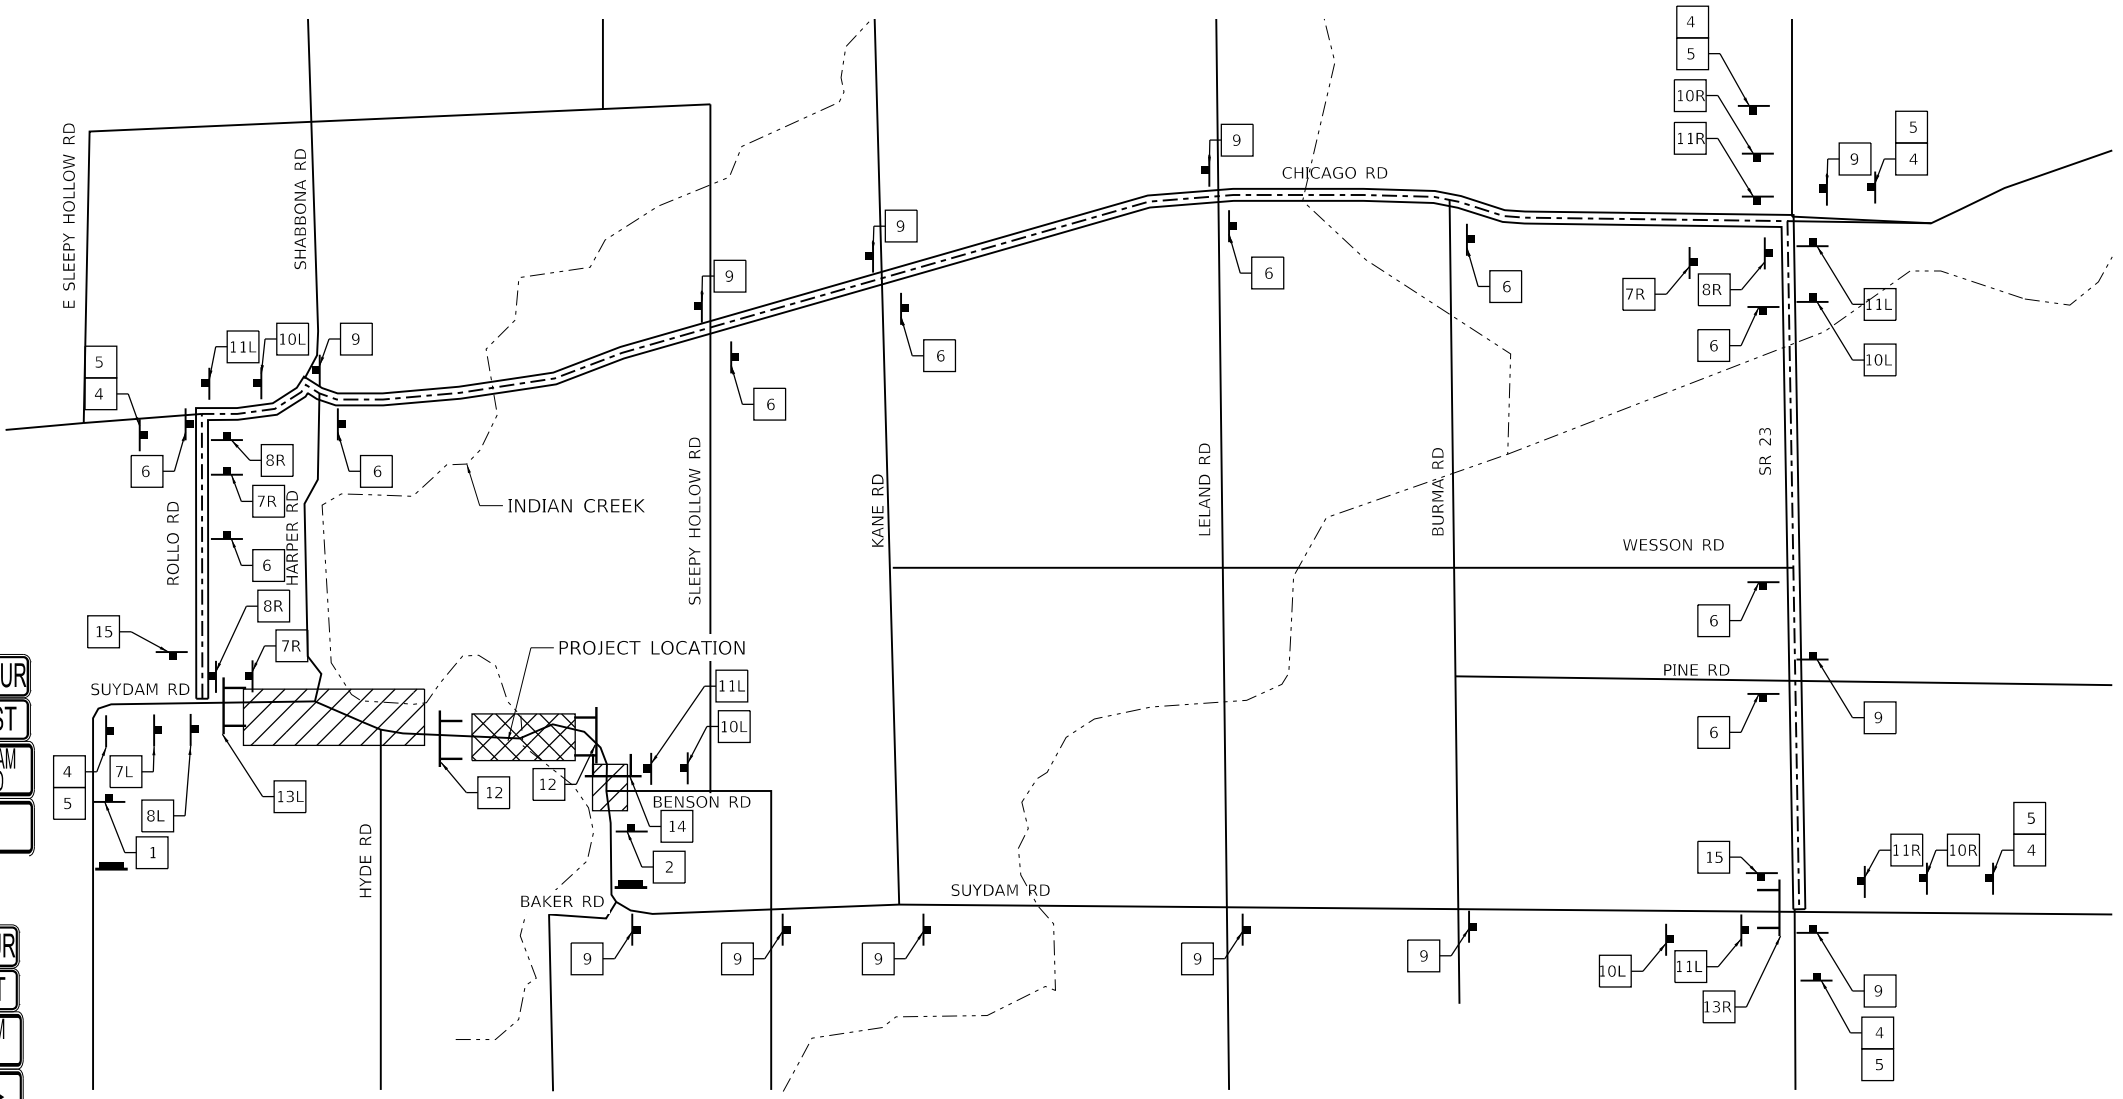 4
5
10R
11R
5
9
4
9
CHICAGO RD
E SLEEPY HOLLOW RD
SHABBONA RD
9
9
6
6
7R
8R
11L
6
10L
5
4
11L
10L
9
6
6
6
8R
7R
6
6
INDIAN CREEK
ROLLO RD
HARPER RD
SLEEPY HOLLOW RD
KANE RD
LELAND RD
BURMA RD
SR 23
WESSON RD
6
8R
15
7R
PROJECT LOCATION
SUYDAM RD
11L
10L
PINE RD
9
6
4
5
7L
8L
1
13L
12
12
BENSON RD
14
2
HYDE RD
BAKER RD
SUYDAM RD
15
11R
10R
5
4
9
9
9
9
9
10L
11L
13R
9
4
5
UR
ST
AM
UR
T
M